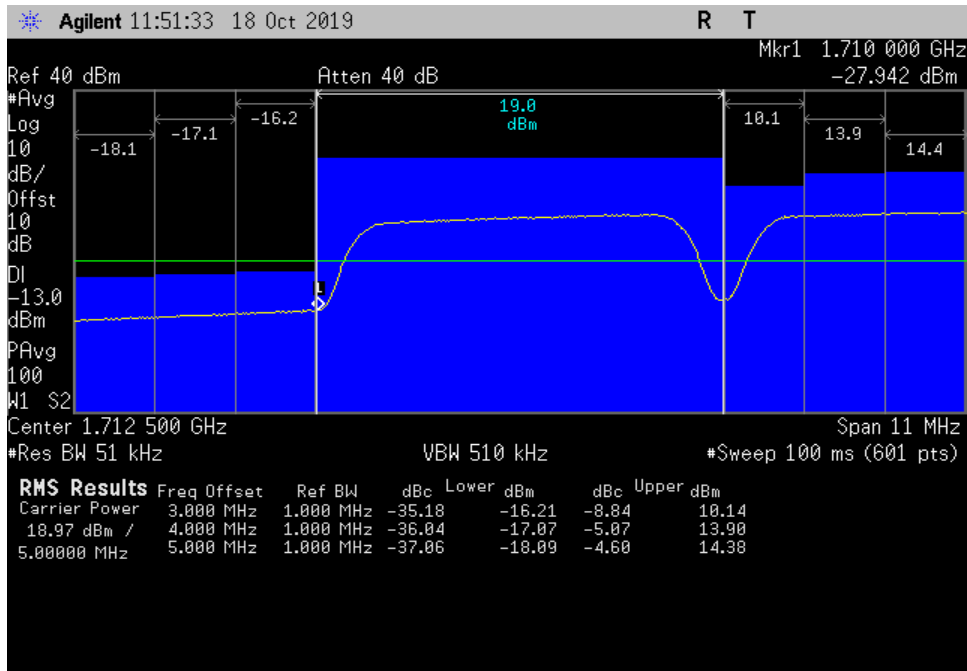 Agilent 11:51:33 18 Oct 2019 R T
Mkr1 1.710 000 GHz
Ref 40 dBm Atten 40 dB -27.942 dBm
#Avg
Log
10
dB/
Offst
10
dB
DI
-13.0
dBm
PAvg
100
W1 S2
-18.1 -17.1 -16.2 19.0 dBm 10.1 13.9 14.4
1
Center 1.712 500 GHz Span 11 MHz
#Res BW 51 kHz VBW 510 kHz #Sweep 100 ms (601 pts)
RMS Results Freq Offset Ref BW dBc Lower dBm dBc Upper dBm
Carrier Power 3.000 MHz 1.000 MHz -35.18 -16.21 -8.84 10.14
18.97 dBm / 4.000 MHz 1.000 MHz -36.04 -17.07 -5.07 13.90
5.00000 MHz 5.000 MHz 1.000 MHz -37.06 -18.09 -4.60 14.38